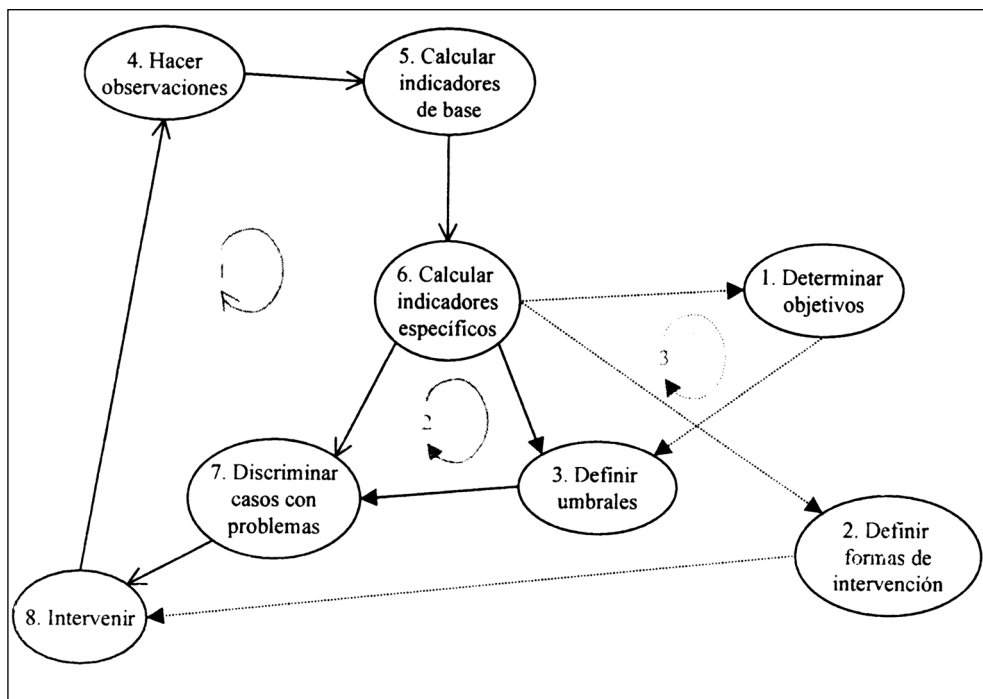 4. Hacer
observaciones
5. Calcular
indicadores
de base
6. Calcular
indicadores
específicos
1. Determinar
objetivos
1
3
2
7. Discriminar
casos con
problemas
3. Definir
umbrales
2. Definir
formas de
intervención
8. Intervenir